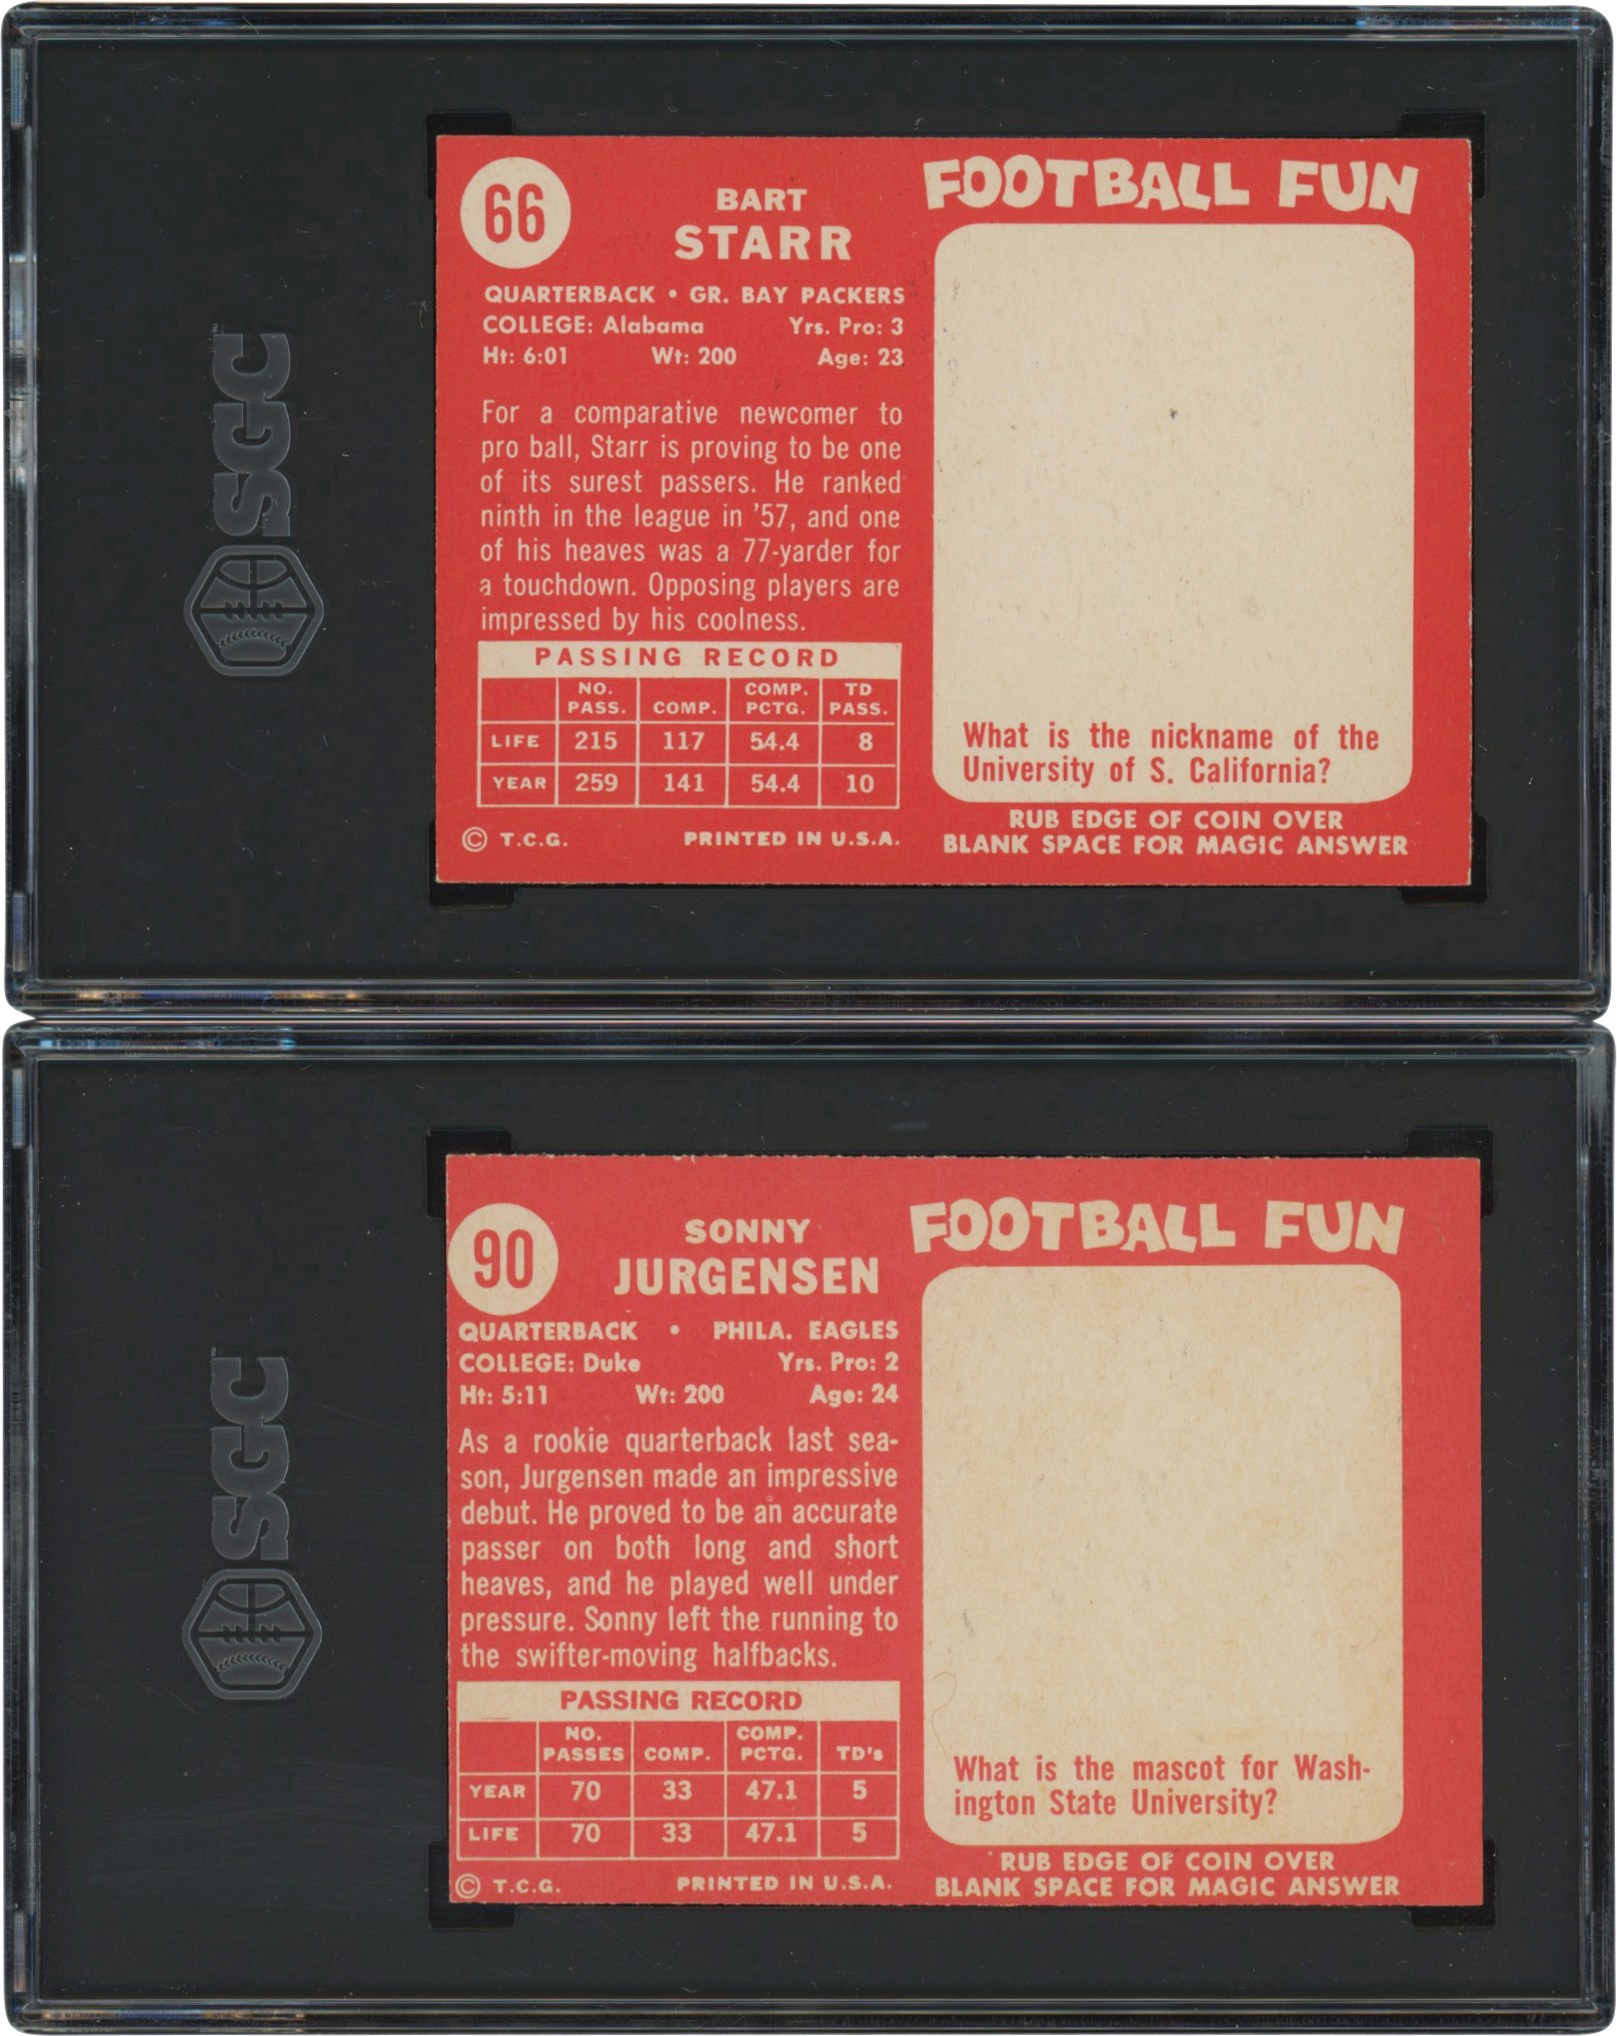 66
BART
STARR
QUARTERBACK • GR. BAY PACKERS
COLLEGE: Alabama Yrs. Pro: 3
Ht: 6:01 Wt: 200 Age: 23
For a comparative newcomer to
pro ball, Starr is proving to be one
of its surest passers. He ranked
ninth in the league in '57, and one
of his heaves was a 77-yarder for
a touchdown. Opposing players are
impressed by his coolness.
PASSING RECORD
NO. PASS. COMP. COMP. PCTG. TD PASS.
LIFE 215 117 54.4 8
YEAR 259 141 54.4 10
© T.C.G. PRINTED IN U.S.A.
FOOTBALL FUN
What is the nickname of the
University of S. California?
RUB EDGE OF COIN OVER
BLANK SPACE FOR MAGIC ANSWER
SGC
90
SONNY
JURGENSEN
QUARTERBACK • PHILA. EAGLES
COLLEGE: Duke Yrs. Pro: 2
Ht: 5:11 Wt: 200 Age: 24
As a rookie quarterback last sea-
son, Jurgensen made an impressive
debut. He proved to be an accurate
passer on both long and short
heaves, and he played well under
pressure. Sonny left the running to
the swifter-moving halfbacks.
PASSING RECORD
NO. PASSES COMP. COMP. PCTG. TD's
YEAR 70 33 47.1 5
LIFE 70 33 47.1 5
© T.C.G. PRINTED IN U.S.A.
FOOTBALL FUN
What is the mascot for Wash-
ington State University?
RUB EDGE OF COIN OVER
BLANK SPACE FOR MAGIC ANSWER
SGC